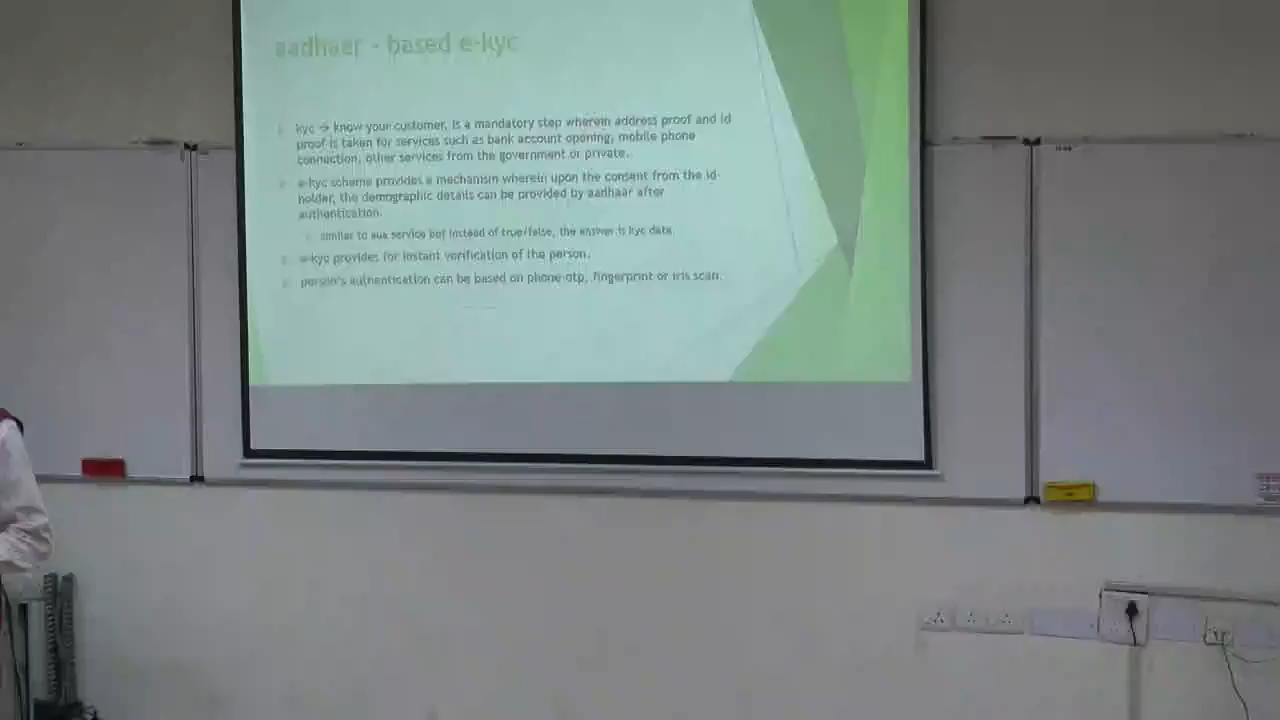 aadhaar - based e-kyc
kyc → know your customer, is a mandatory step wherein address proof and id
proof is taken for services such as bank account opening, mobile phone
connection, other services from the government or private.
e-kyc scheme provides a mechanism wherein upon the consent from the id-
holder, the demographic details can be provided by aadhaar after
authentication.
similar to aua service but instead of true/false, the answer is kyc data
e-kyc provides for instant verification of the person.
person's authentication can be based on phone-otp, fingerprint or iris scan.